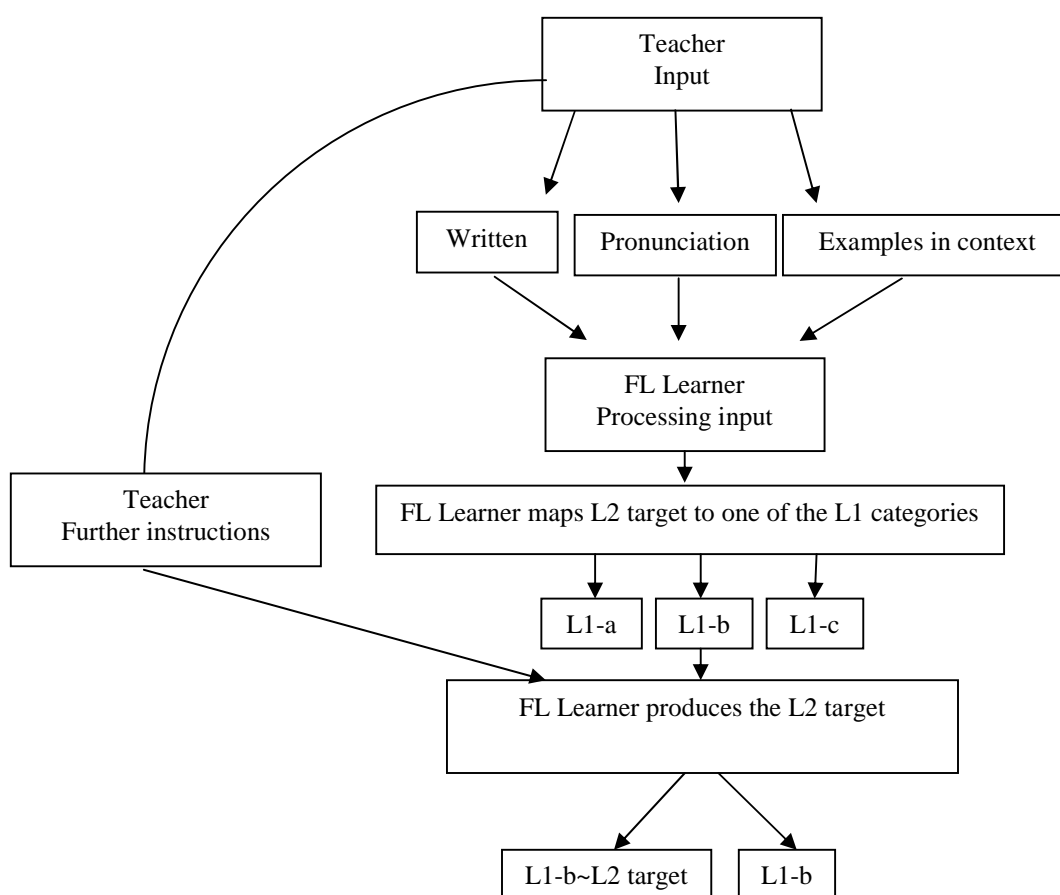 Teacher
Input
Written
Pronunciation
Examples in context
FL Learner
Processing input
Teacher
Further instructions
FL Learner maps L2 target to one of the L1 categories
L1-a
L1-b
L1-c
FL Learner produces the L2 target
L1-b~L2 target
L1-b